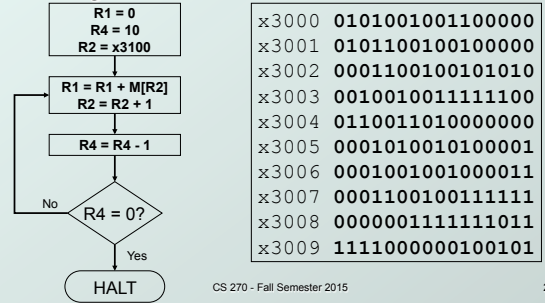 R1 = 0
R4 = 10
R2 = x3100
R1 = R1 + M[R2]
R2 = R2 + 1
R4 = R4 - 1
No
R4 = 0?
Yes
HALT
x3000 0101001001100000
x3001 0101100100100000
x3002 0001100100101010
x3003 0010010011111100
x3004 0110011010000000
x3005 0001010010100001
x3006 0001001001000011
x3007 0001100100111111
x3008 0000001111111011
x3009 1111000000100101
CS 270 - Fall Semester 2015